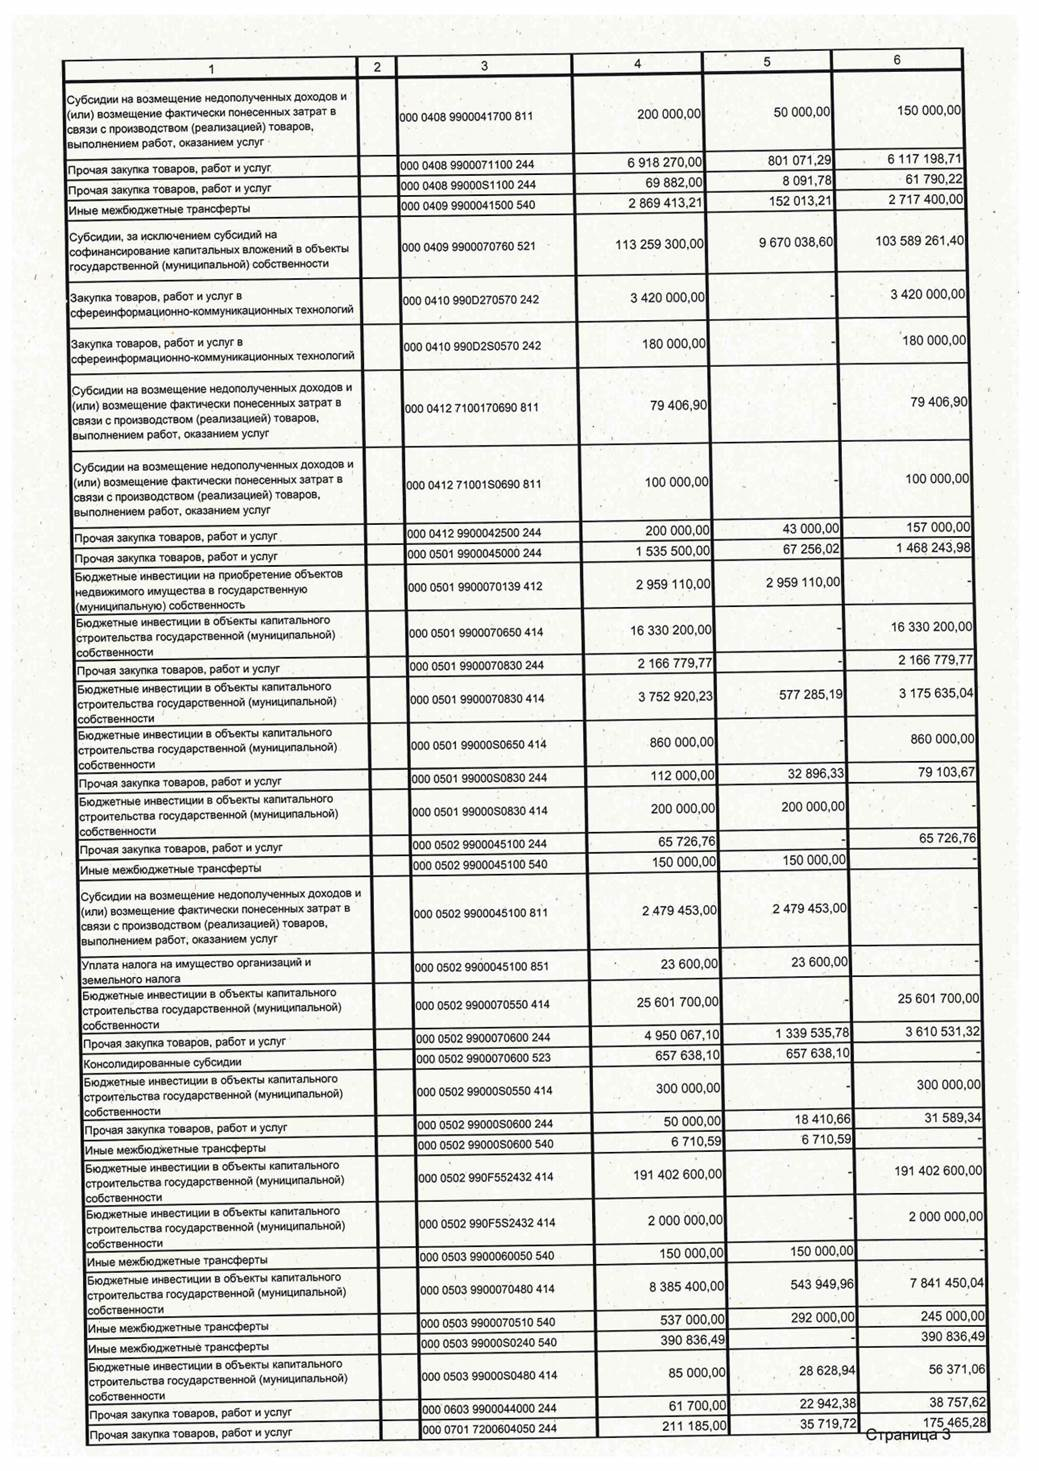 1 2 3 4 5 6
Субсидии на возмещение недополученных доходов и
(или) возмещение фактически понесенных затрат в
связи с производством (реализацией) товаров,
выполнением работ, оказанием услуг
000 0408 9900041700 811 200 000,00 50 000,00 150 000,00
Прочая закупка товаров, работ и услуг 000 0408 9900071100 244 6 918 270,00 801 071,29 6 117 198,71
Прочая закупка товаров, работ и услуг 000 0408 99000S1100 244 69 882,00 8 091,78 61 790,22
Иные межбюджетные трансферты 000 0409 9900041500 540 2 869 413,21 152 013,21 2 717 400,00
Субсидии, за исключением субсидий на
софинансирование капитальных вложений в объекты
государственной (муниципальной) собственности
000 0409 9900070760 521 113 259 300,00 9 670 038,60 103 589 261,40
Закупка товаров, работ и услуг в
сфереинформационно-коммуникационных технологий
000 0410 990D270570 242 3 420 000,00 - 3 420 000,00
Закупка товаров, работ и услуг в
сфереинформационно-коммуникационных технологий
000 0410 990D2S0570 242 180 000,00 - 180 000,00
Субсидии на возмещение недополученных доходов и
(или) возмещение фактически понесенных затрат в
связи с производством (реализацией) товаров,
выполнением работ, оказанием услуг
000 0412 7100170690 811 79 406,90 - 79 406,90
Субсидии на возмещение недополученных доходов и
(или) возмещение фактически понесенных затрат в
связи с производством (реализацией) товаров,
выполнением работ, оказанием услуг
000 0412 71001S0690 811 100 000,00 - 100 000,00
Прочая закупка товаров, работ и услуг 000 0412 9900042500 244 200 000,00 43 000,00 157 000,00
Прочая закупка товаров, работ и услуг 000 0501 9900045000 244 1 535 500,00 67 256,02 1 468 243,98
Бюджетные инвестиции на приобретение объектов
недвижимого имущества в государственную
(муниципальную) собственность
000 0501 9900070139 412 2 959 110,00 2 959 110,00 -
Бюджетные инвестиции в объекты капитального
строительства государственной (муниципальной)
собственности
000 0501 9900070650 414 16 330 200,00 - 16 330 200,00
Прочая закупка товаров, работ и услуг 000 0501 9900070830 244 2 166 779,77 - 2 166 779,77
Бюджетные инвестиции в объекты капитального
строительства государственной (муниципальной)
собственности
000 0501 9900070830 414 3 752 920,23 577 285,19 3 175 635,04
Бюджетные инвестиции в объекты капитального
строительства государственной (муниципальной)
собственности
000 0501 99000S0650 414 860 000,00 - 860 000,00
Прочая закупка товаров, работ и услуг 000 0501 99000S0830 244 112 000,00 32 896,33 79 103,67
Бюджетные инвестиции в объекты капитального
строительства государственной (муниципальной)
собственности
000 0501 99000S0830 414 200 000,00 200 000,00 -
Прочая закупка товаров, работ и услуг 000 0502 9900045100 244 65 726,76 - 65 726,76
Иные межбюджетные трансферты 000 0502 9900045100 540 150 000,00 150 000,00 -
Субсидии на возмещение недополученных доходов и
(или) возмещение фактически понесенных затрат в
связи с производством (реализацией) товаров,
выполнением работ, оказанием услуг
000 0502 9900045100 811 2 479 453,00 2 479 453,00 -
Уплата налога на имущество организаций и
земельного налога
000 0502 9900045100 851 23 600,00 23 600,00 -
Бюджетные инвестиции в объекты капитального
строительства государственной (муниципальной)
собственности
000 0502 9900070550 414 25 601 700,00 - 25 601 700,00
Прочая закупка товаров, работ и услуг 000 0502 9900070600 244 4 950 067,10 1 339 535,78 3 610 531,32
Консолидированные субсидии 000 0502 9900070600 523 657 638,10 657 638,10 -
Бюджетные инвестиции в объекты капитального
строительства государственной (муниципальной)
собственности
000 0502 99000S0550 414 300 000,00 - 300 000,00
Прочая закупка товаров, работ и услуг 000 0502 99000S0600 244 50 000,00 18 410,66 31 589,34
Иные межбюджетные трансферты 000 0502 99000S0600 540 6 710,59 6 710,59 -
Бюджетные инвестиции в объекты капитального
строительства государственной (муниципальной)
собственности
000 0502 990F552432 414 191 402 600,00 - 191 402 600,00
Бюджетные инвестиции в объекты капитального
строительства государственной (муниципальной)
собственности
000 0502 990F5S2432 414 2 000 000,00 - 2 000 000,00
Иные межбюджетные трансферты 000 0503 9900060050 540 150 000,00 150 000,00 -
Бюджетные инвестиции в объекты капитального
строительства государственной (муниципальной)
собственности
000 0503 9900070480 414 8 385 400,00 543 949,96 7 841 450,04
Иные межбюджетные трансферты 000 0503 9900070510 540 537 000,00 292 000,00 245 000,00
Иные межбюджетные трансферты 000 0503 99000S0240 540 390 836,49 - 390 836,49
Бюджетные инвестиции в объекты капитального
строительства государственной (муниципальной)
собственности
000 0503 99000S0480 414 85 000,00 28 628,94 56 371,06
Прочая закупка товаров, работ и услуг 000 0603 9900044000 244 61 700,00 22 942,38 38 757,62
Прочая закупка товаров, работ и услуг 000 0701 7200604050 244 211 185,00 35 719,72 175 465,28
Страница 3